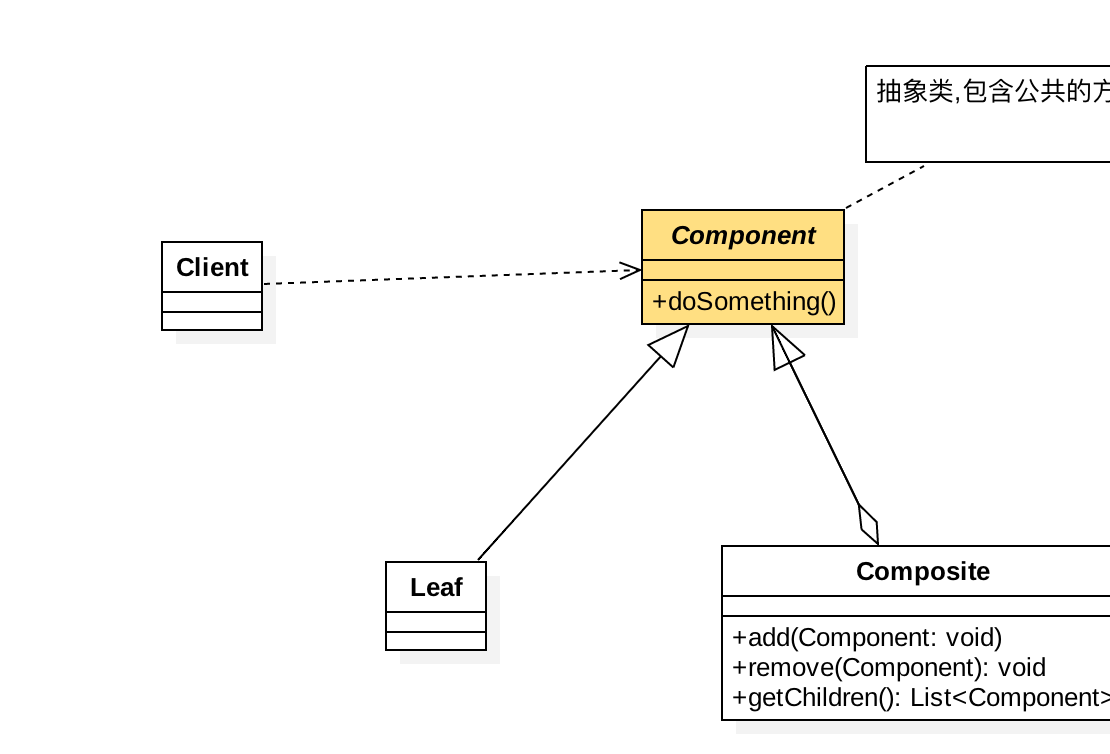 抽象类,包含公共的方
Component
Client
+doSomething()
Leaf
Composite
+add(Component: void)
+remove(Component): void
+getChildren(): List<Component>